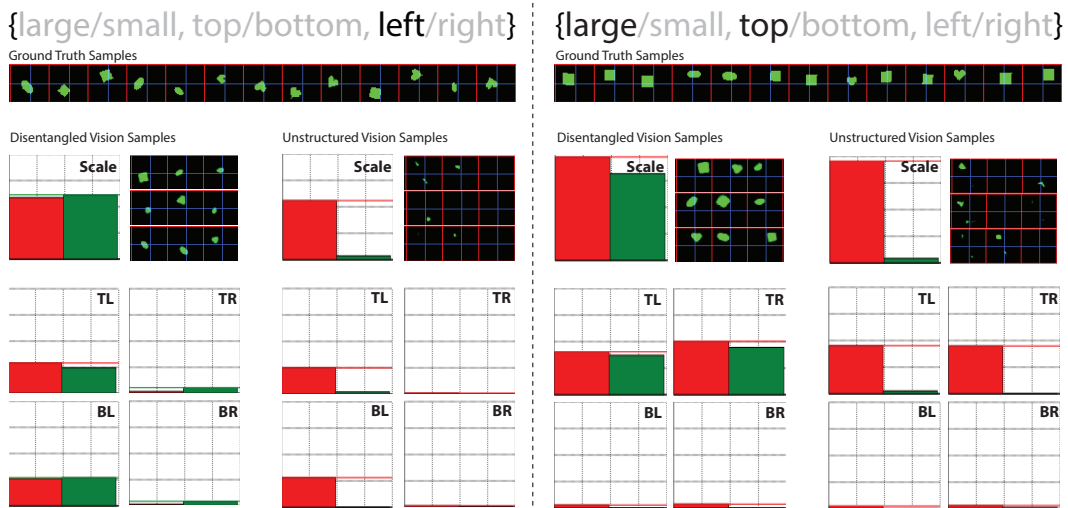 {large/small, top/bottom, left/right}
Ground Truth Samples
Disentangled Vision Samples
Unstructured Vision Samples
Scale
Scale
TL
TR
TL
TR
BL
BR
BL
BR
{large/small, top/bottom, left/right}
Ground Truth Samples
Disentangled Vision Samples
Unstructured Vision Samples
Scale
Scale
TL
TR
TL
TR
BL
BR
BL
BR